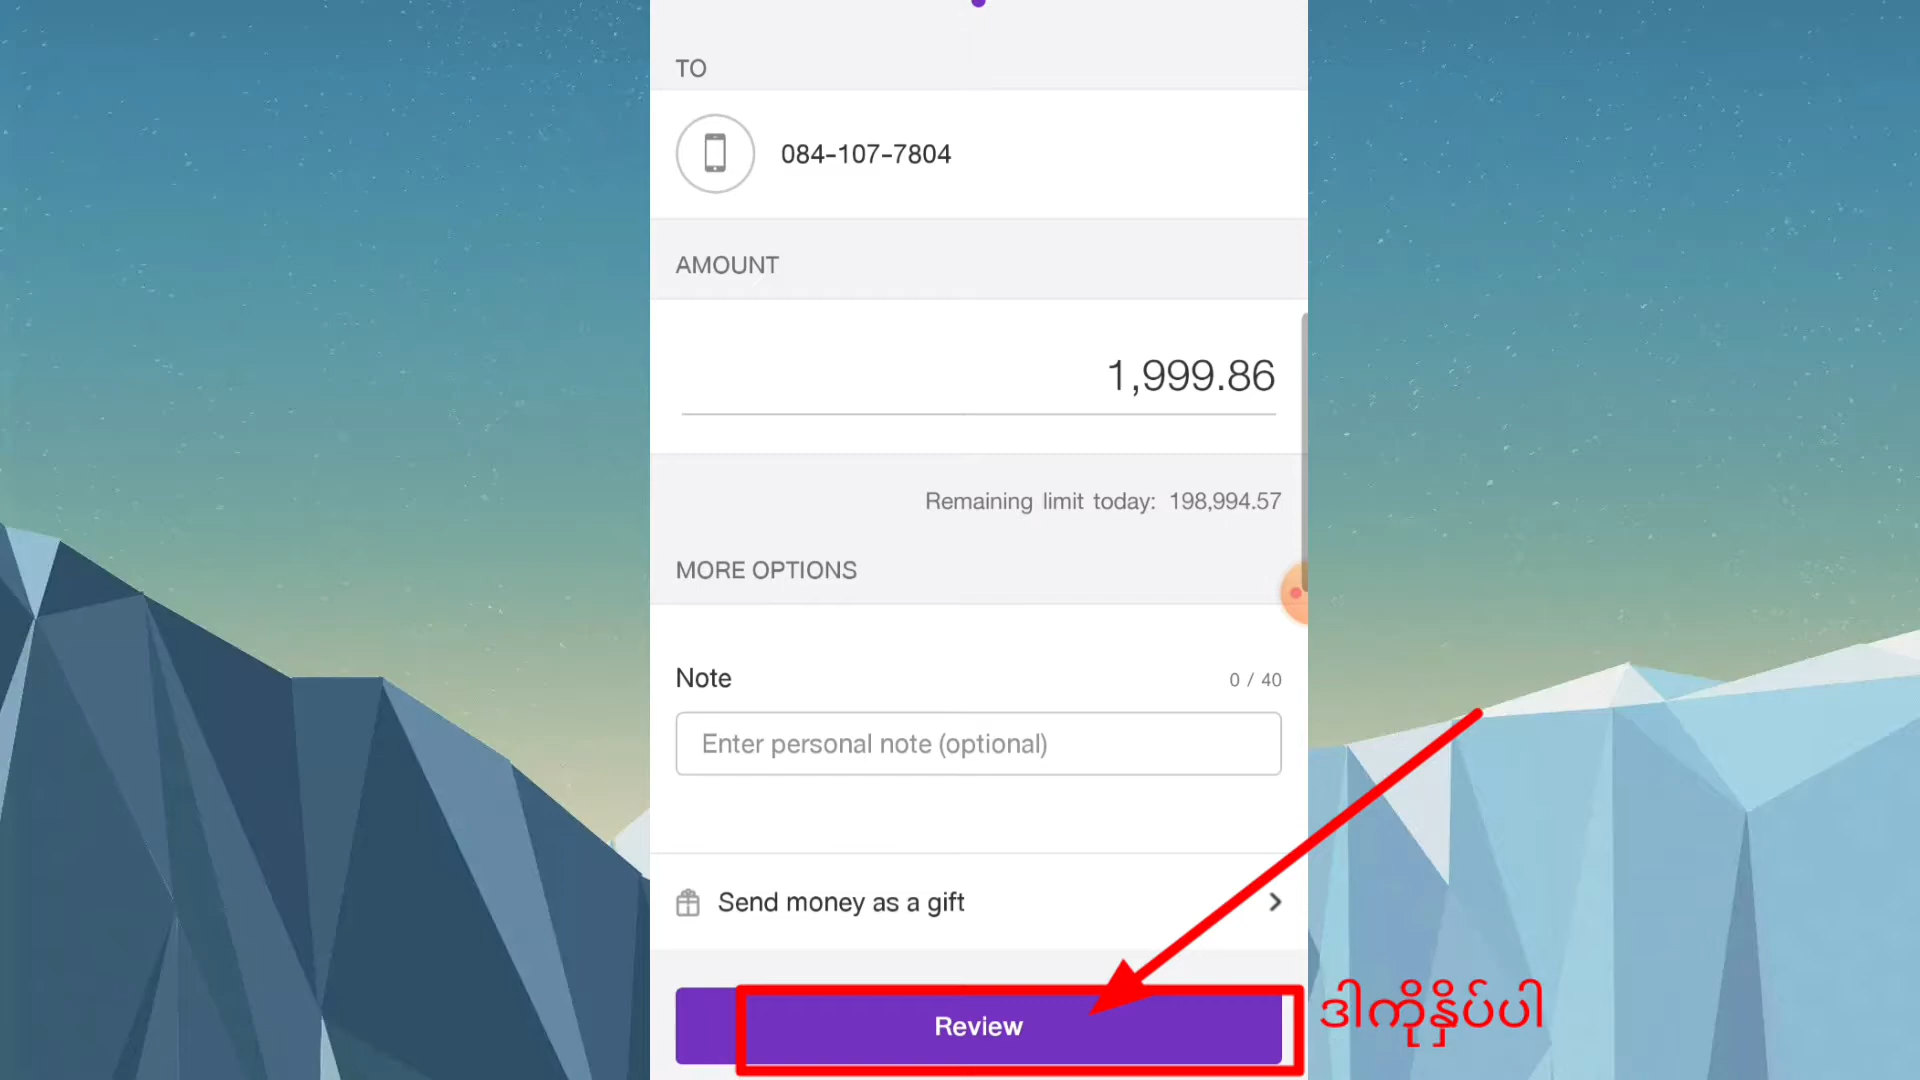 TO
084-107-7804
AMOUNT
1,999.86
Remaining limit today: 198,994.57
MORE OPTIONS
Note 0 / 40
Enter personal note (optional)
Send money as a gift
Review
ဒါကိုနှိပ်ပါ